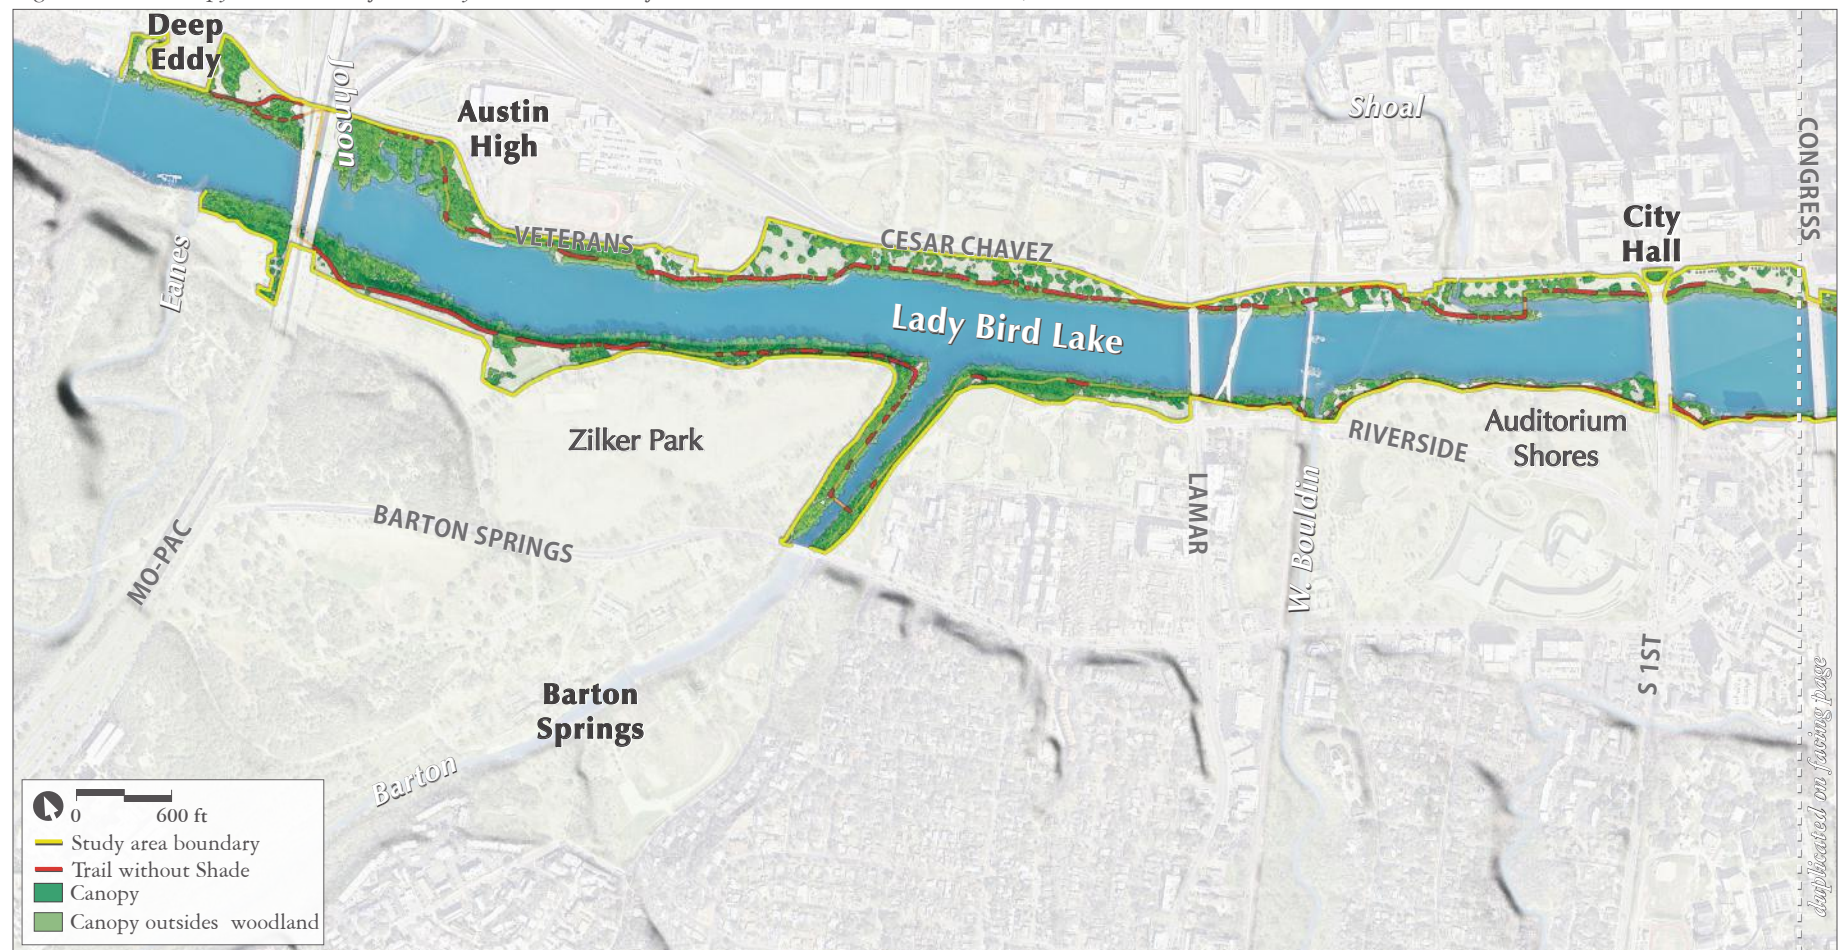 Deep
Eddy
Johnson
Austin
High
Shoal
CONGRESS
City
Hall
VETERANS
CESAR CHAVEZ
Eanes
Lady Bird Lake
Zilker Park
RIVERSIDE
Auditorium
Shores
LAMAR
W. Bouldin
BARTON SPRINGS
MO-PAC
S 1ST
Barton
Springs
Barton
duplicated on facing page
0 600 ft
Study area boundary
Trail without Shade
Canopy
Canopy outsides woodland